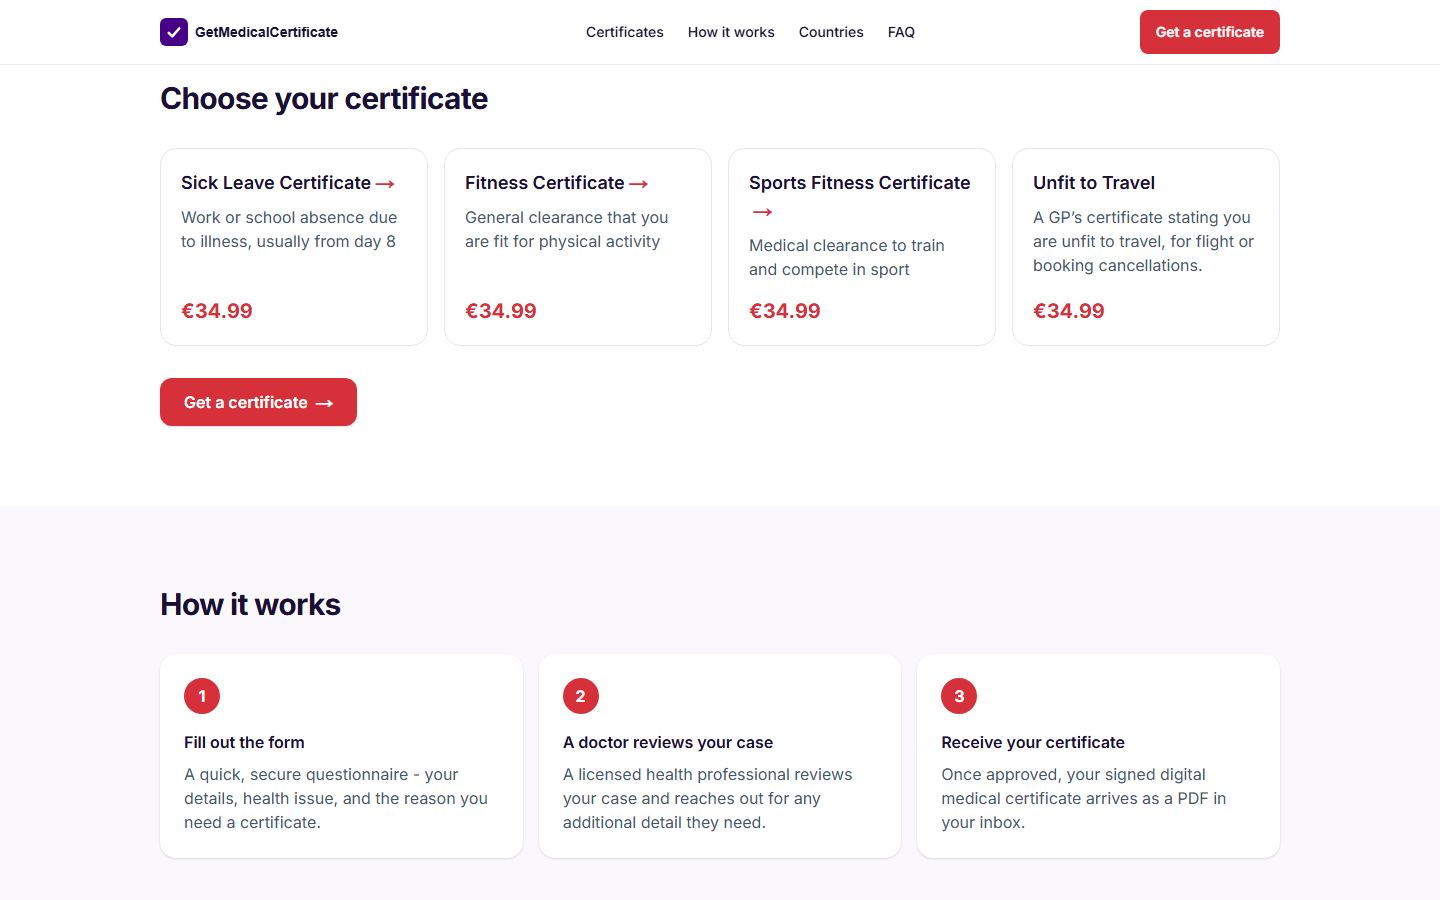 GetMedicalCertificate
Certificates
How it works
Countries
FAQ
Get a certificate
Choose your certificate
Sick Leave Certificate →
Work or school absence due
to illness, usually from day 8
€34.99
Fitness Certificate →
General clearance that you
are fit for physical activity
€34.99
Sports Fitness Certificate
→
Medical clearance to train
and compete in sport
€34.99
Unfit to Travel
A GP’s certificate stating you
are unfit to travel, for flight or
booking cancellations.
€34.99
Get a certificate →
How it works
1
Fill out the form
A quick, secure questionnaire - your
details, health issue, and the reason you
need a certificate.
2
A doctor reviews your case
A licensed health professional reviews
your case and reaches out for any
additional detail they need.
3
Receive your certificate
Once approved, your signed digital
medical certificate arrives as a PDF in
your inbox.